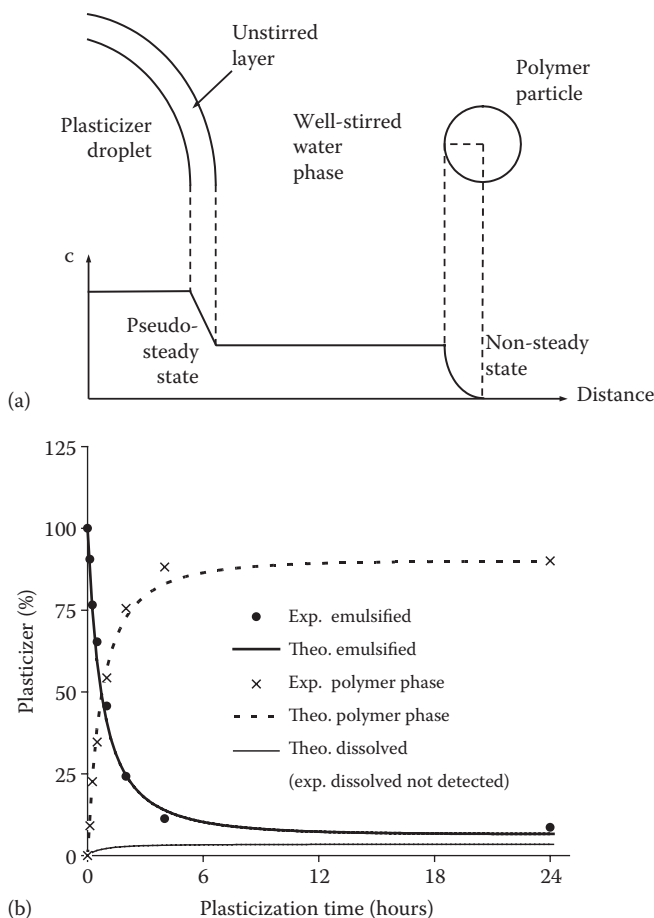 Unstirred
layer
Polymer
particle
Plasticizer
droplet
Well-stirred
water
phase
c
Pseudo-
steady
state
Non-steady
state
Distance
(a)
125
100
75
50
25
0
Plasticizer (%)
Exp. emulsified
Theo. emulsified
Exp. polymer phase
Theo. polymer phase
Theo. dissolved
(exp. dissolved not detected)
0 6 12 18 24
(b) Plasticization time (hours)